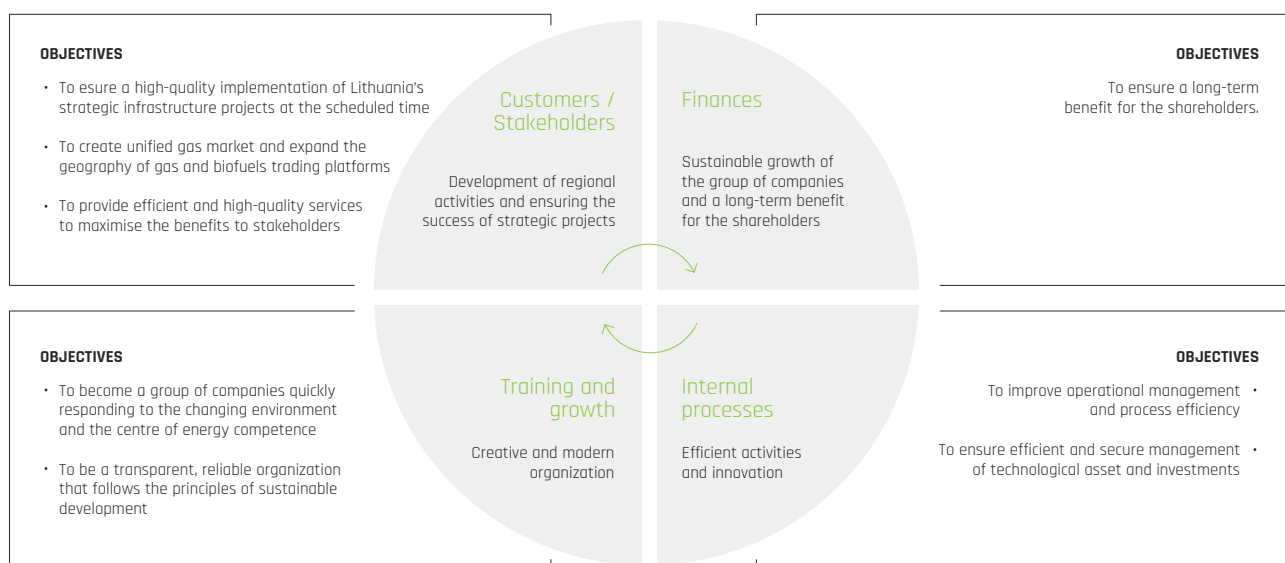 OBJECTIVES
• To esure a high-quality implementation of Lithuania's
strategic infrastructure projects at the scheduled time
• To create unified gas market and expand the
geography of gas and biofuels trading platforms
• To provide efficient and high-quality services
to maximise the benefits to stakeholders
Customers /
Stakeholders
Development of regional
activities and ensuring the
success of strategic projects
Finances
Sustainable growth of
the group of companies
and a long-term benefit
for the shareholders
OBJECTIVES
To ensure a long-term
benefit for the shareholders.
OBJECTIVES
• To become a group of companies quickly
responding to the changing environment
and the centre of energy competence
• To be a transparent, reliable organization
that follows the principles of sustainable
development
Training and
growth
Creative and modern
organization
Internal
processes
Efficient activities
and innovation
OBJECTIVES
To improve operational management •
and process efficiency
To ensure efficient and secure management •
of technological asset and investments